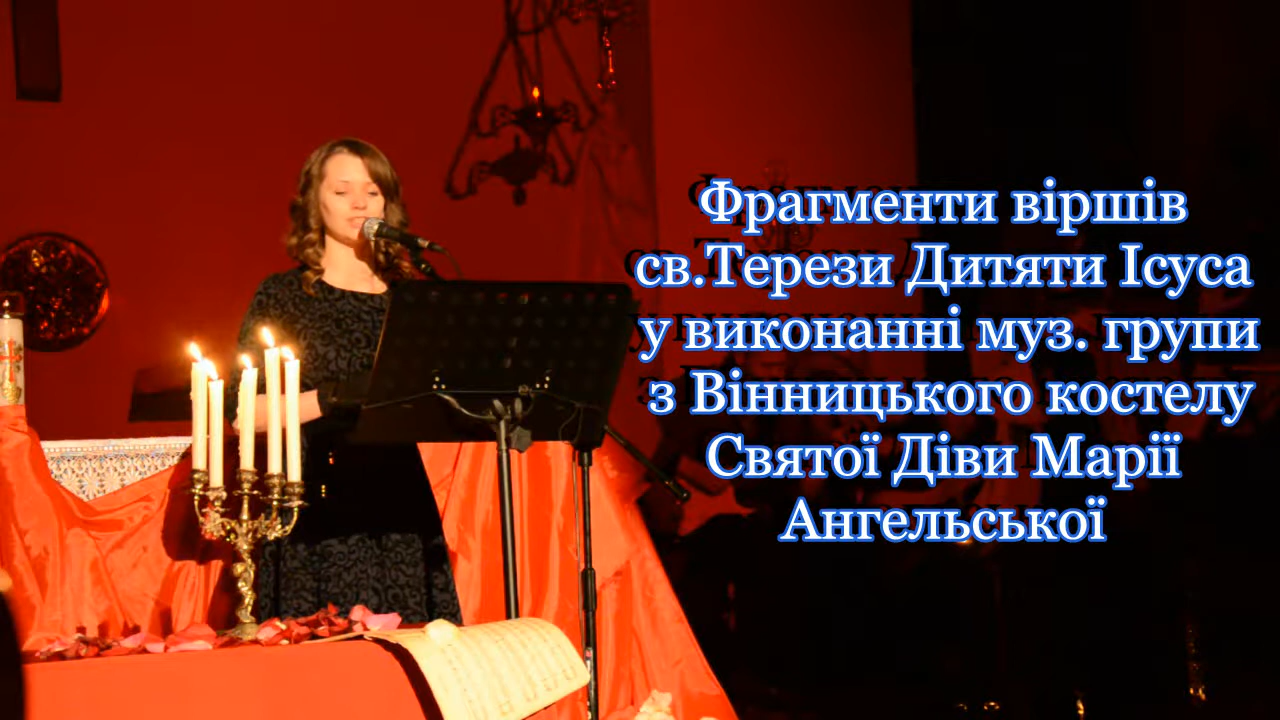 Фрагменти віршів
св.Терези Дитяти Ісуса
у виконанні муз. групи
з Вінницького костелу
Святої Діви Марії
Ангельської